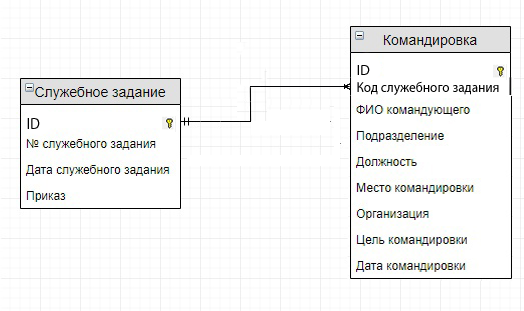 Служебное задание
ID
№ служебного задания
Дата служебного задания
Приказ
Командировка
ID
Код служебного задания
ФИО командующего
Подразделение
Должность
Место командировки
Организация
Цель командировки
Дата командировки